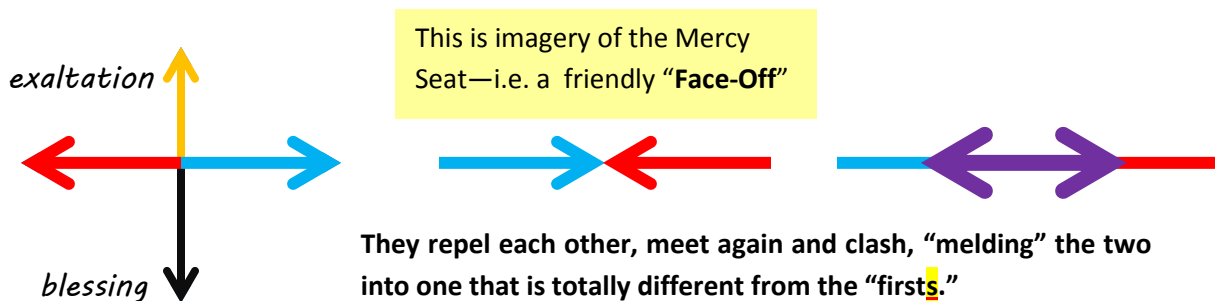 This is imagery of the Mercy
Seat—i.e. a friendly “Face-Off”
exaltation
blessing
They repel each other, meet again and clash, “melding” the two
into one that is totally different from the “firsts.”